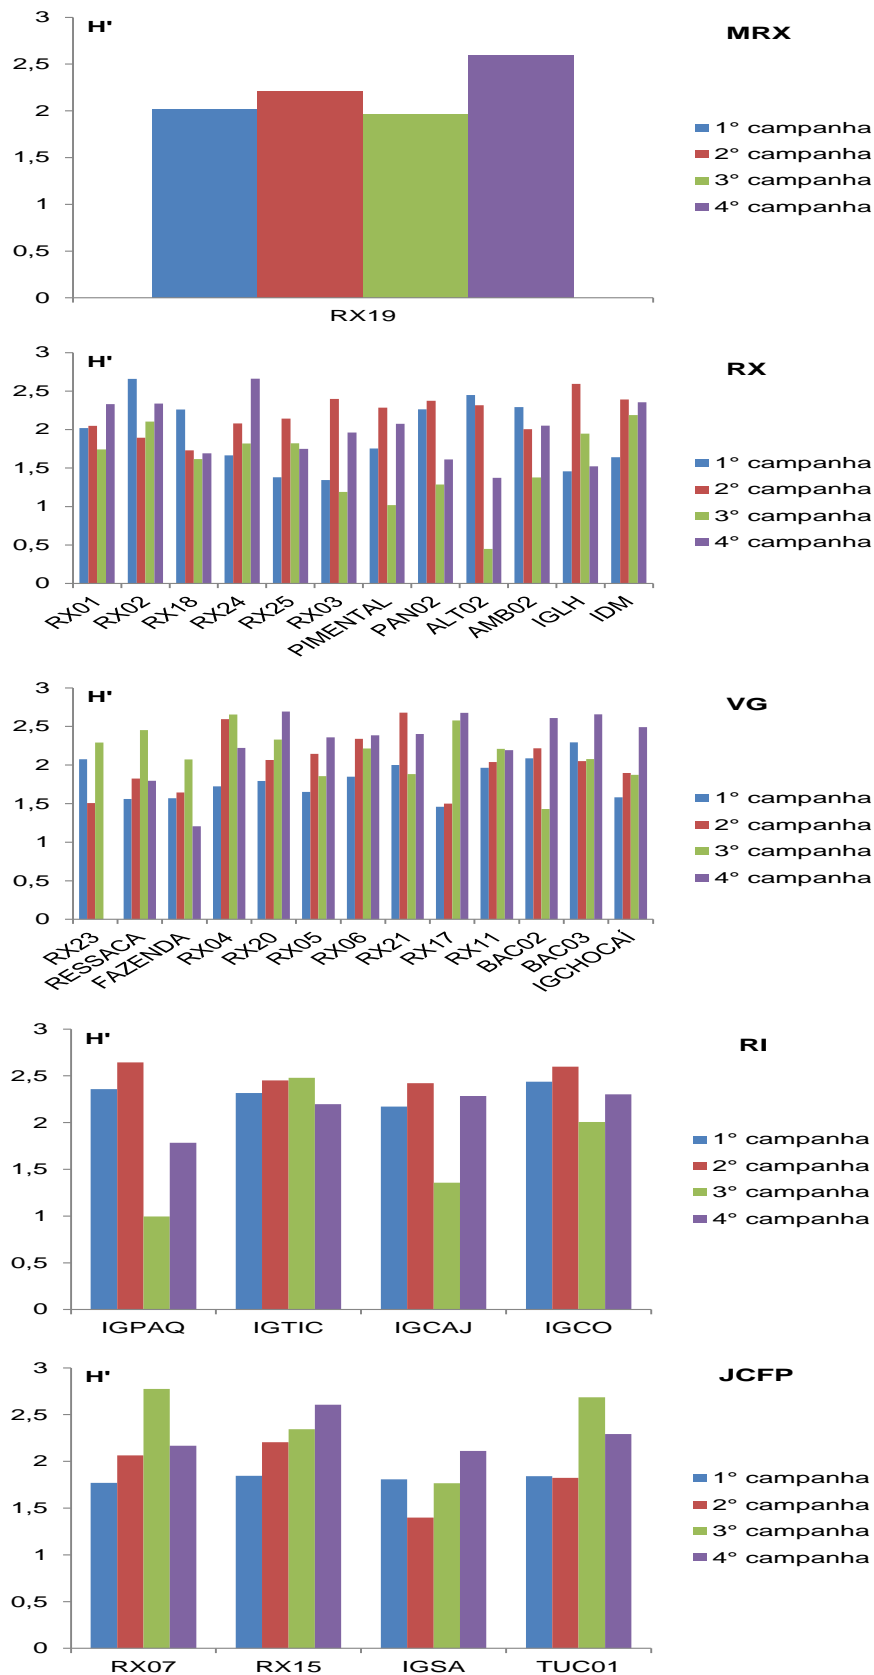 H'
MRX
3
2,5
2
1,5
1
0,5
0
RX19
1° campanha
2° campanha
3° campanha
4° campanha
H'
RX
3
2,5
2
1,5
1
0,5
0
RX01 RX02 RX18 RX24 RX25 RX03 PIMENTAL PAN02 ALT02 AMB02 IGLH IDM
1° campanha
2° campanha
3° campanha
4° campanha
H'
VG
3
2,5
2
1,5
1
0,5
0
RX23 RESSACA FAZENDA RX04 RX20 RX05 RX06 RX21 RX17 RX11 BAC02 BAC03 IGCHOCAÍ
1° campanha
2° campanha
3° campanha
4° campanha
H'
RI
3
2,5
2
1,5
1
0,5
0
IGPAQ IGTIC IGCAJ IGCO
1° campanha
2° campanha
3° campanha
4° campanha
H'
JCFP
3
2,5
2
1,5
1
0,5
0
RX07 RX15 IGSA TUC01
1° campanha
2° campanha
3° campanha
4° campanha